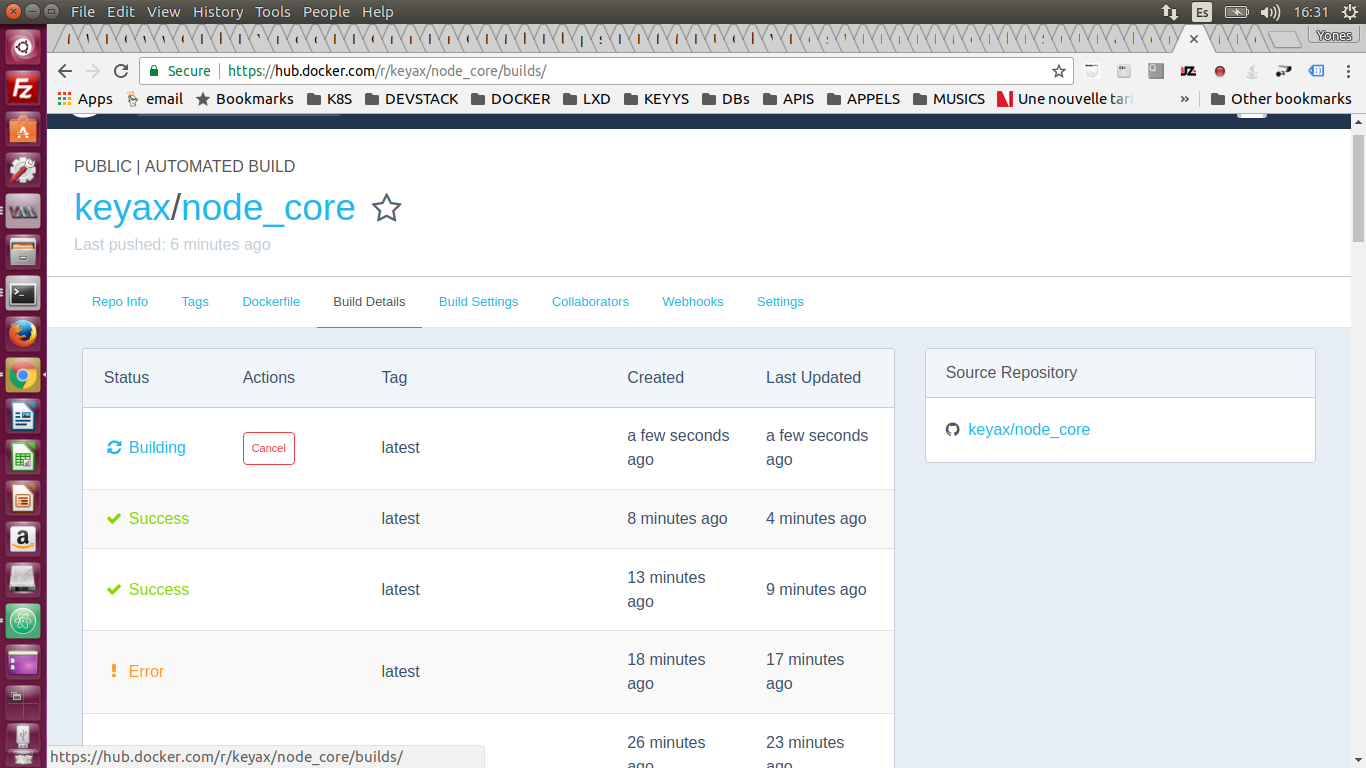 File Edit View History Tools People Help
Es
16:31
Yones
Secure https://hub.docker.com/r/keyax/node_core/builds/
Apps email Bookmarks K8S DEVSTACK DOCKER LXD KEYYS DBs APIS APPELS MUSICS Une nouvelle tari » Other bookmarks
PUBLIC | AUTOMATED BUILD
keyax/node_core
Last pushed: 6 minutes ago
Repo Info Tags Dockerfile Build Details Build Settings Collaborators Webhooks Settings
Status Actions Tag Created Last Updated
Building Cancel latest a few seconds ago a few seconds ago
Success latest 8 minutes ago 4 minutes ago
Success latest 13 minutes ago 9 minutes ago
Error latest 18 minutes ago 17 minutes ago
26 minutes ago 23 minutes ago
Source Repository
keyax/node_core
https://hub.docker.com/r/keyax/node_core/builds/